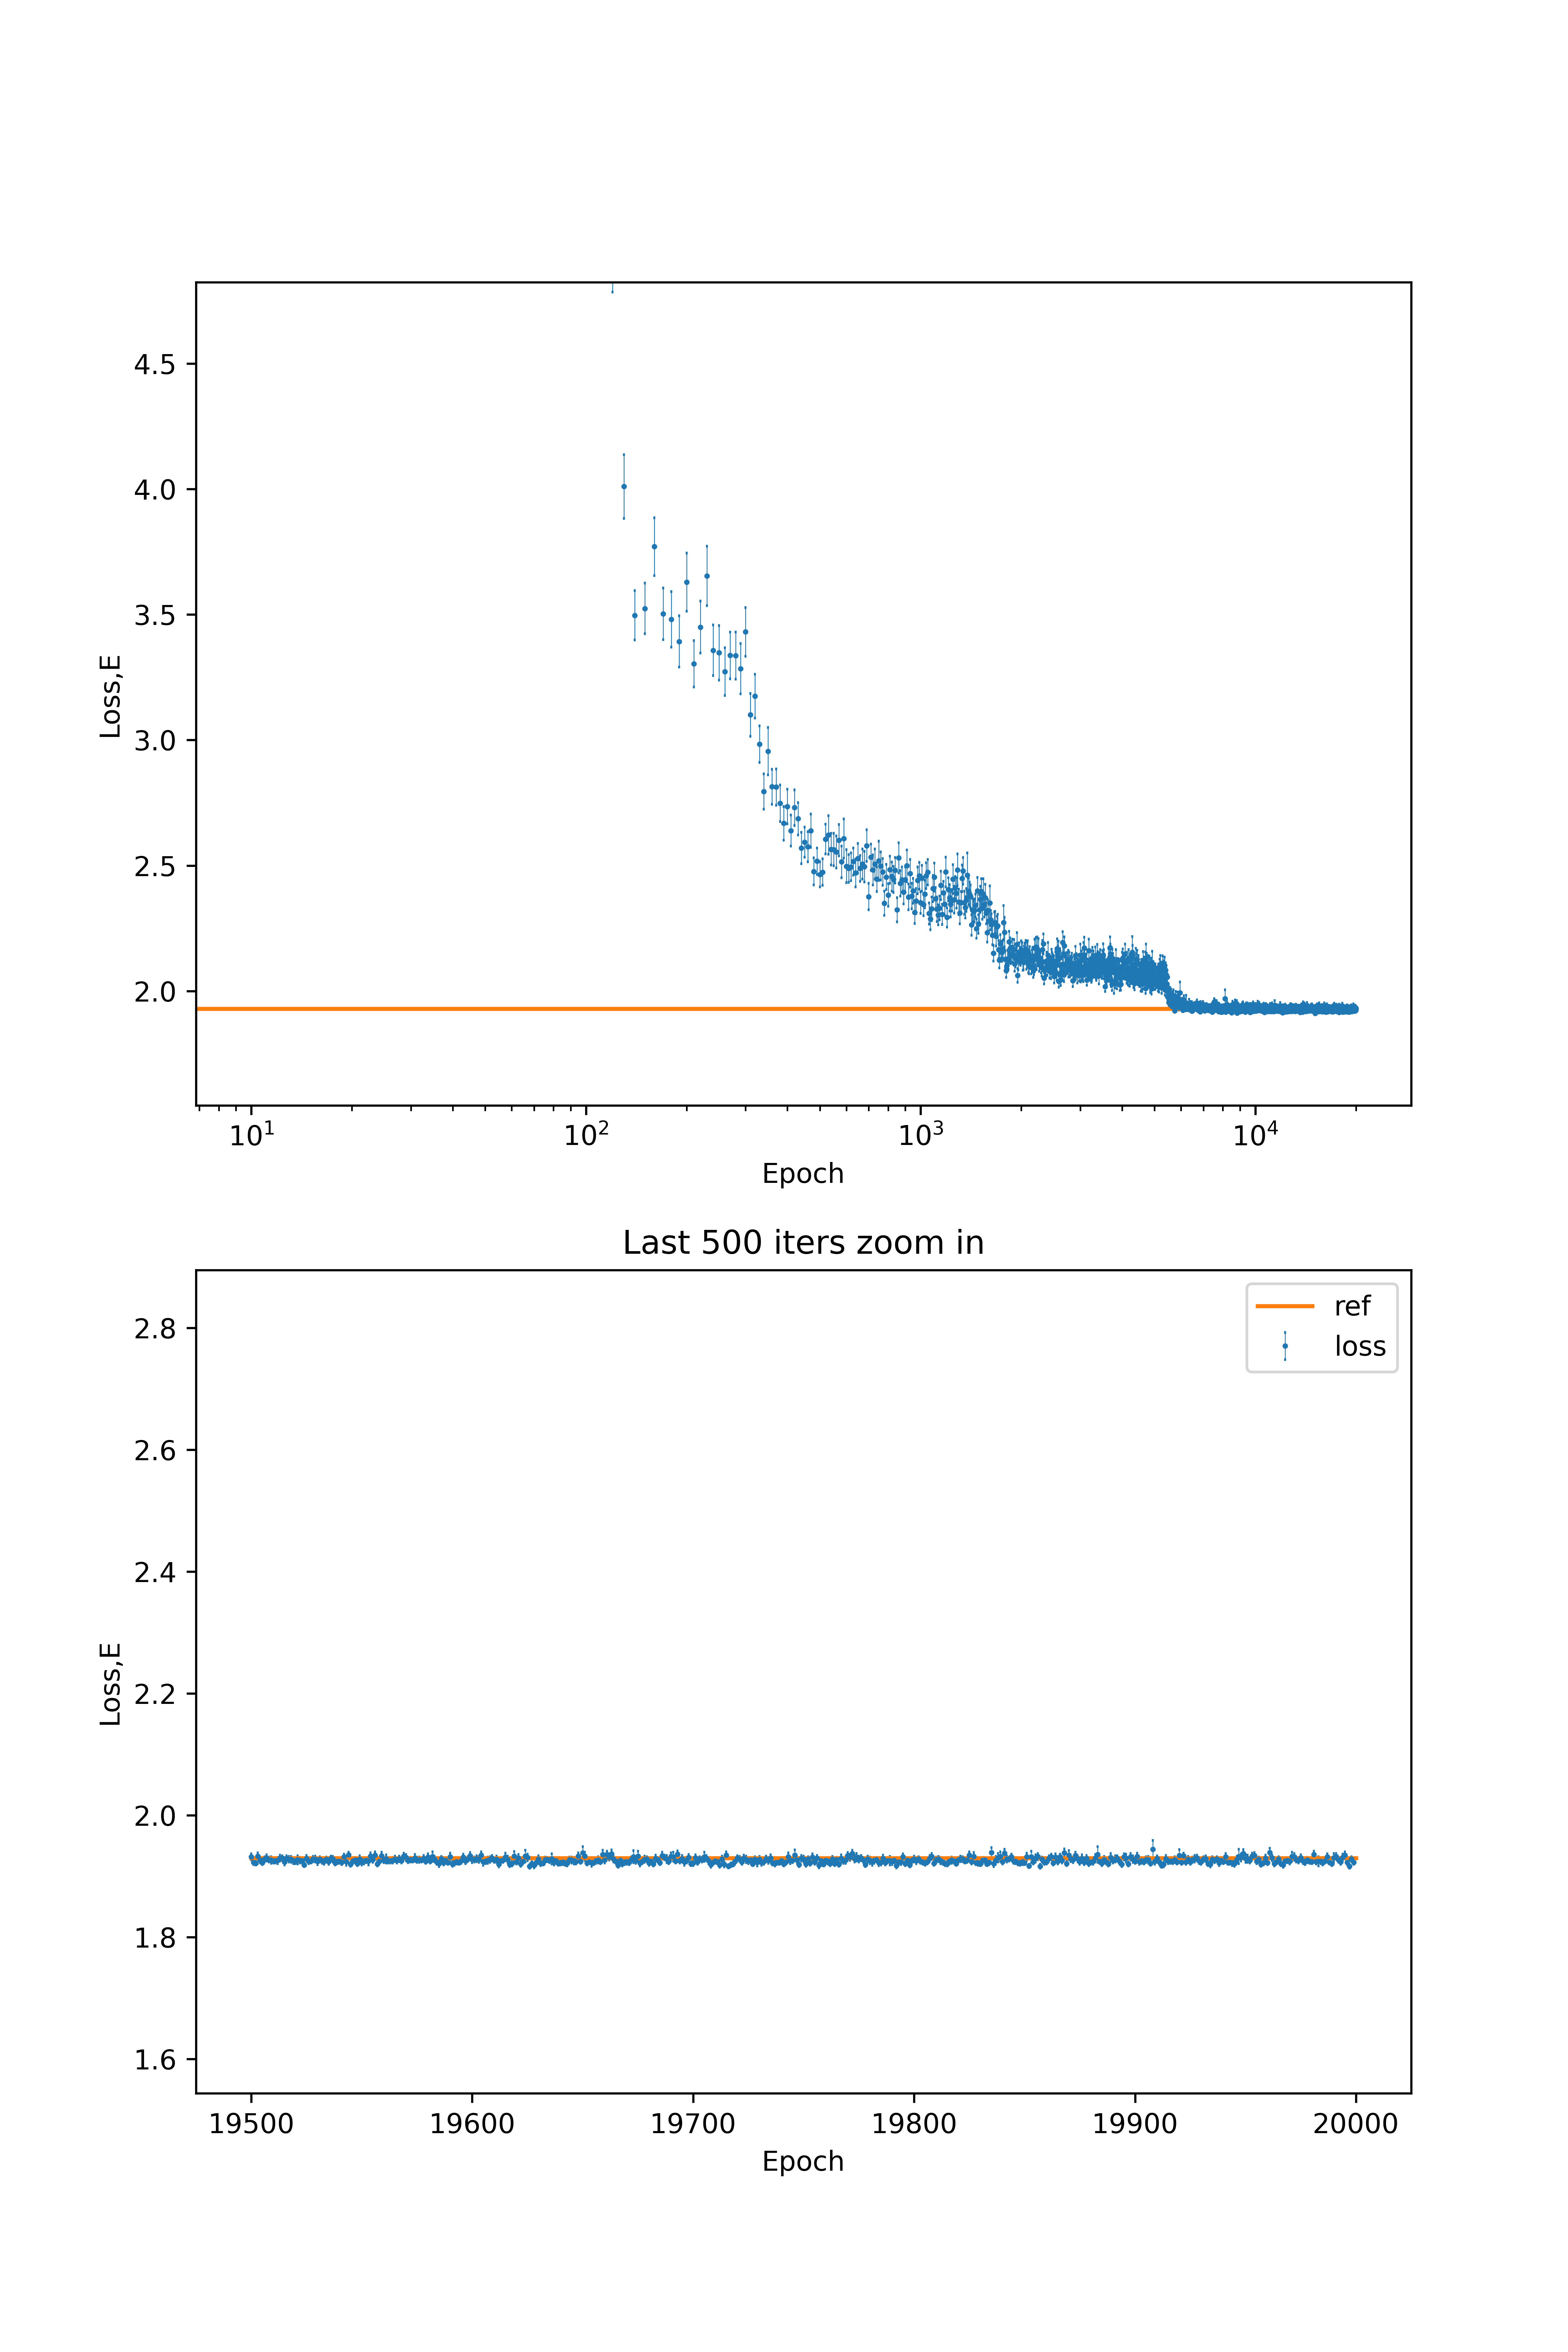 4.5
4.0
3.5
3.0
2.5
2.0
Loss,E
10¹ 10² 10³ 10⁴
Epoch
Last 500 iters zoom in
ref
loss
2.8
2.6
2.4
2.2
2.0
1.8
1.6
Loss,E
19500 19600 19700 19800 19900 20000
Epoch